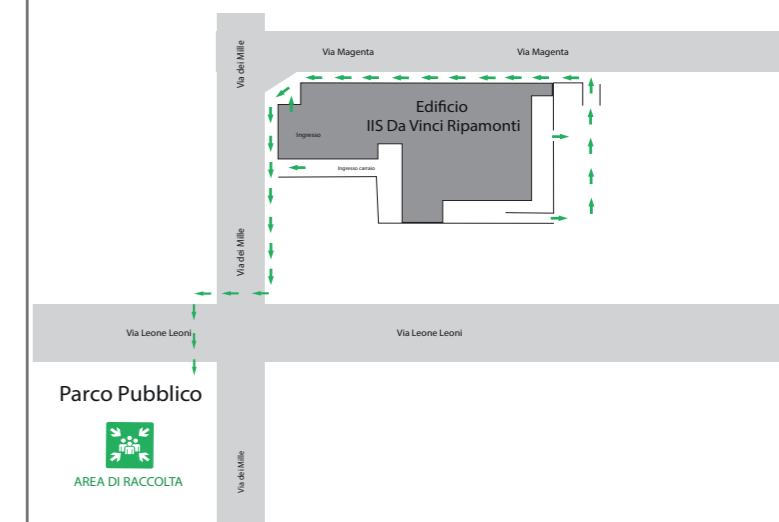 Via dei Mille
Via Magenta
Via Magenta
Edificio
IIS Da Vinci Ripamonti
Ingresso
Ingresso carraio
Via dei Mille
Via Leone Leoni
Via Leone Leoni
Parco Pubblico
AREA DI RACCOLTA
Via dei Mille